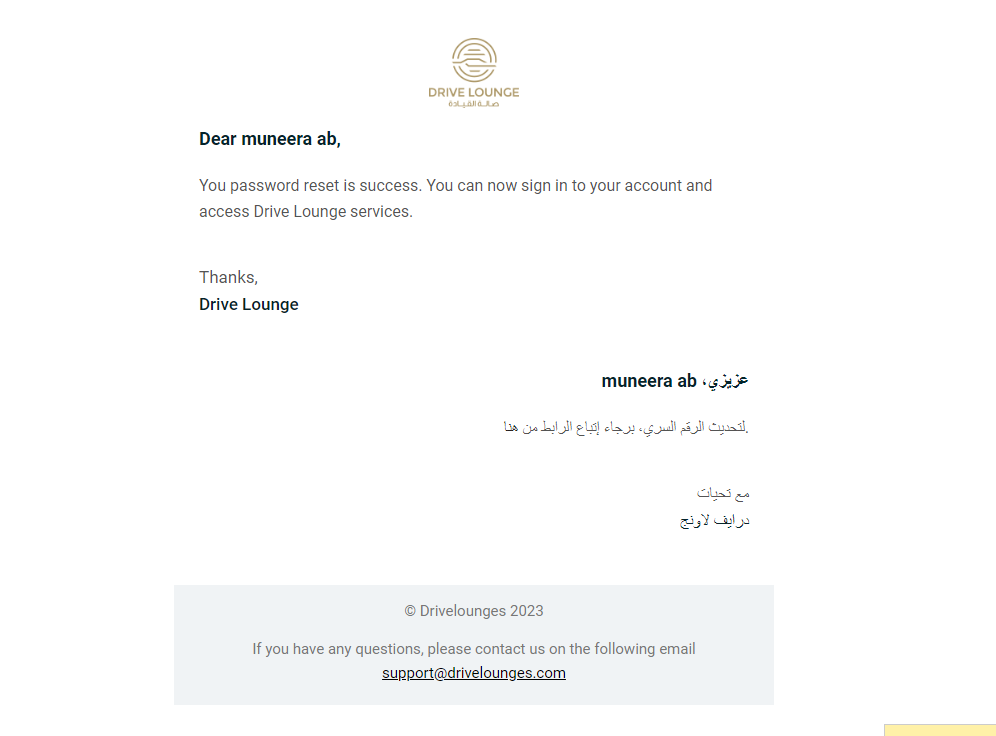 DRIVE LOUNGE
صالة القيادة
Dear muneera ab,
You password reset is success. You can now sign in to your account and
access Drive Lounge services.
Thanks,
Drive Lounge
عزيزي، muneera ab
لتحديث الرقم السري، برجاء إتباع الرابط من هنا.
مع تحيات
درايف لاونج
© Drivelounges 2023
If you have any questions, please contact us on the following email
support@drivelounges.com